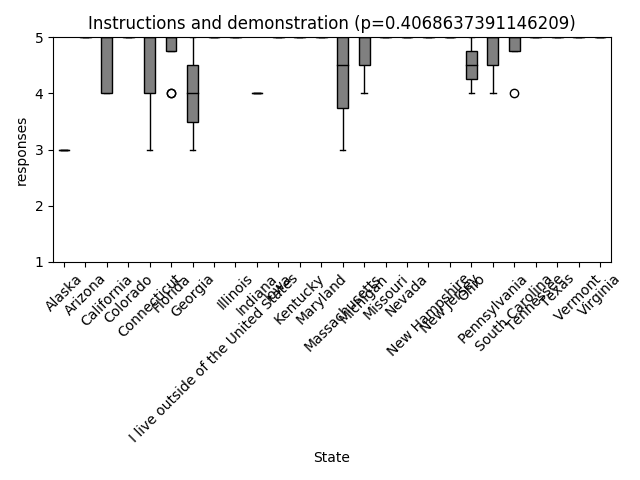 Instructions and demonstration (p=0.4068637391146209)
responses
5
4
3
2
1
Alaska
Arizona
California
Colorado
Connecticut
Florida
Georgia
I live outside of the United States
Illinois
Indiana
Iowa
Kentucky
Maryland
Massachusetts
Michigan
Missouri
Nevada
New Hampshire
New Jersey
Ohio
Pennsylvania
South Carolina
Tennessee
Texas
Vermont
Virginia
State